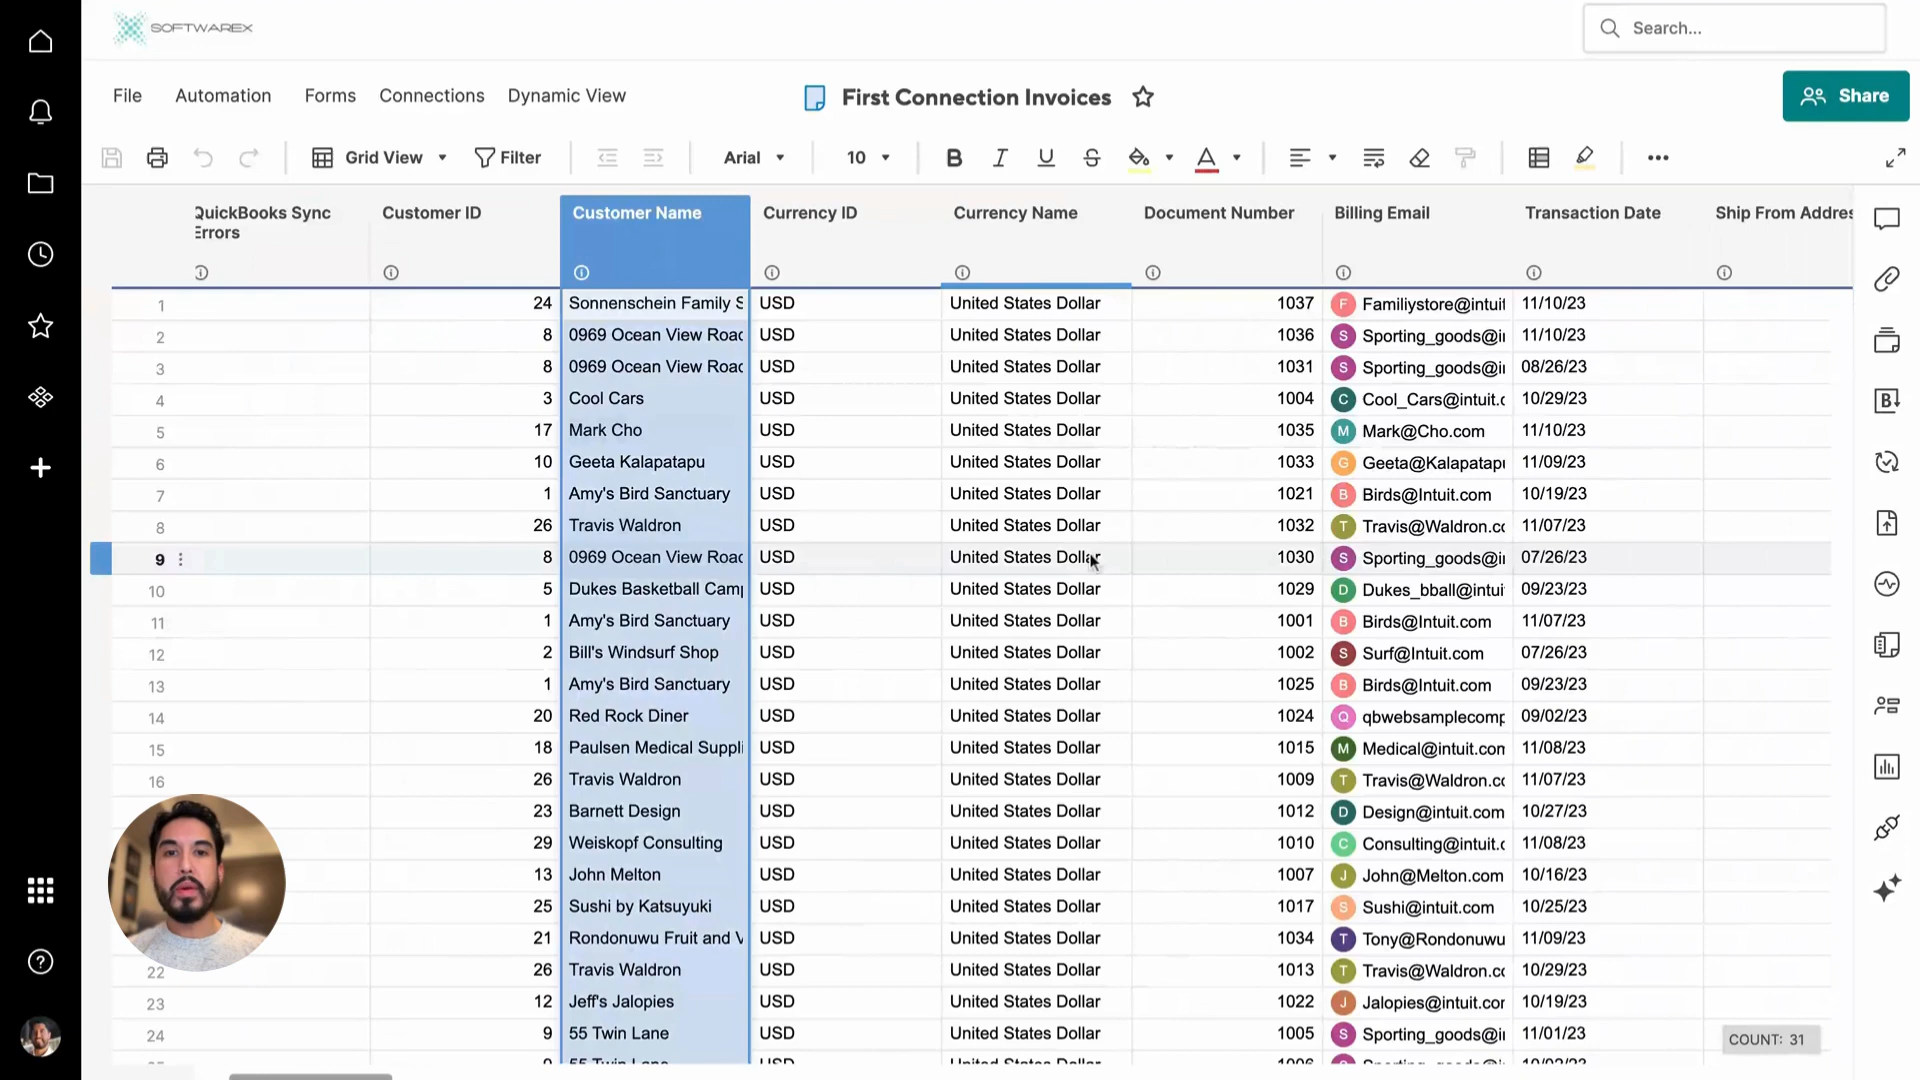 SOFTWAREX
Search...
File Automation Forms Connections Dynamic View
First Connection Invoices
Share
Grid View Filter Arial 10 B I U S A
QuickBooks Sync Errors Customer ID Customer Name Currency ID Currency Name Document Number Billing Email Transaction Date Ship From Addres
1 24 Sonnenschein Family S USD United States Dollar 1037 F Familiystore@intuit 11/10/23
2 8 0969 Ocean View Road USD United States Dollar 1036 S Sporting_goods@in 11/10/23
3 8 0969 Ocean View Road USD United States Dollar 1031 S Sporting_goods@in 08/26/23
4 3 Cool Cars USD United States Dollar 1004 C Cool_Cars@intuit.c 10/29/23
5 17 Mark Cho USD United States Dollar 1035 M Mark@Cho.com 11/10/23
6 10 Geeta Kalapatapu USD United States Dollar 1033 G Geeta@Kalapatapu 11/09/23
7 1 Amy's Bird Sanctuary USD United States Dollar 1021 B Birds@Intuit.com 10/19/23
8 26 Travis Waldron USD United States Dollar 1032 T Travis@Waldron.co 11/07/23
9 8 0969 Ocean View Road USD United States Dollar 1030 S Sporting_goods@in 07/26/23
10 5 Dukes Basketball Camp USD United States Dollar 1029 D Dukes_bball@intui 09/23/23
11 1 Amy's Bird Sanctuary USD United States Dollar 1001 B Birds@Intuit.com 11/07/23
12 2 Bill's Windsurf Shop USD United States Dollar 1002 S Surf@Intuit.com 07/26/23
13 1 Amy's Bird Sanctuary USD United States Dollar 1025 B Birds@Intuit.com 09/23/23
14 20 Red Rock Diner USD United States Dollar 1024 Q qbwebsamplecomp 09/02/23
15 18 Paulsen Medical Suppli USD United States Dollar 1015 M Medical@intuit.com 11/08/23
16 26 Travis Waldron USD United States Dollar 1009 T Travis@Waldron.co 11/07/23
23 Barnett Design USD United States Dollar 1012 D Design@intuit.com 10/27/23
29 Weiskopf Consulting USD United States Dollar 1010 C Consulting@intuit.c 11/08/23
13 John Melton USD United States Dollar 1007 J John@Melton.com 10/16/23
25 Sushi by Katsuyuki USD United States Dollar 1017 S Sushi@intuit.com 10/25/23
21 Rondonuwu Fruit and V USD United States Dollar 1034 T Tony@Rondonuwu 11/09/23
22 26 Travis Waldron USD United States Dollar 1013 T Travis@Waldron.co 10/29/23
23 12 Jeff's Jalopies USD United States Dollar 1022 J Jalopies@intuit.com 10/19/23
24 9 55 Twin Lane USD United States Dollar 1005 S Sporting_goods@in 11/01/23
COUNT: 31